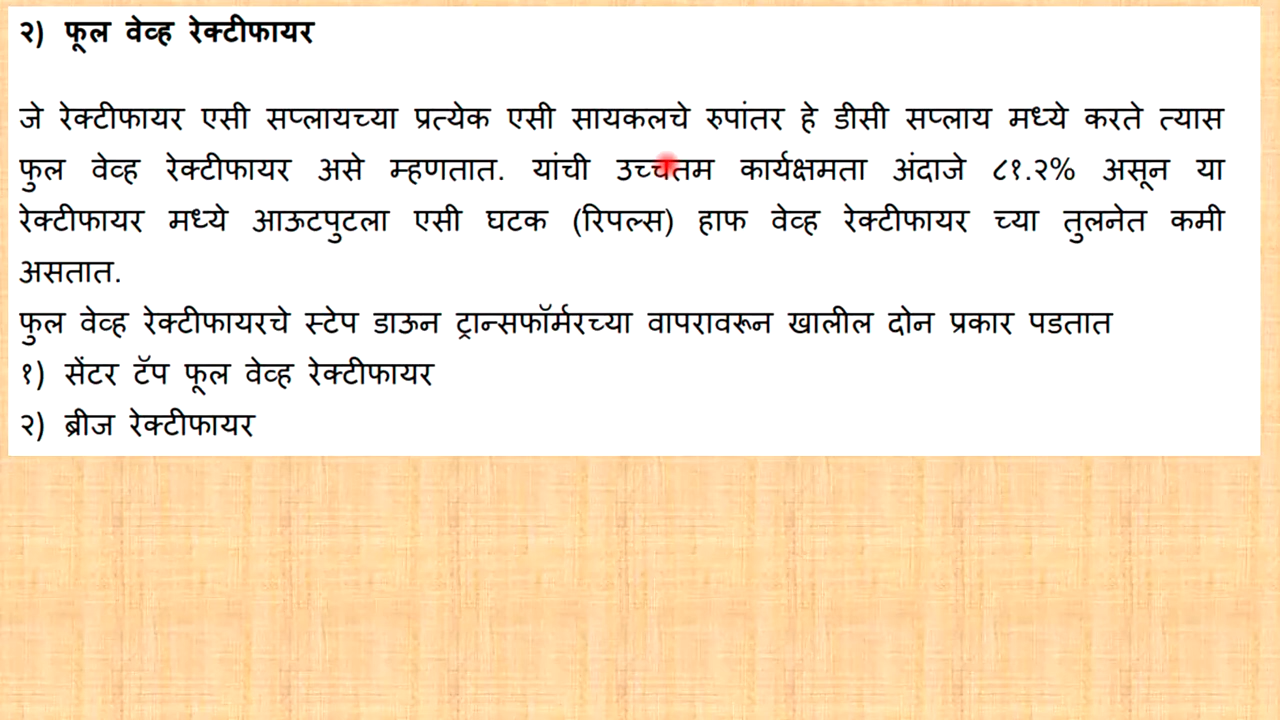 २) फूल वेव्ह रेक्टीफायर
जे रेक्टीफायर एसी सप्लायच्या प्रत्येक एसी सायकलचे रुपांतर हे डीसी सप्लाय मध्ये करते त्यास
फुल वेव्ह रेक्टीफायर असे म्हणतात. यांची उच्चतम कार्यक्षमता अंदाजे ८१.२% असून या
रेक्टीफायर मध्ये आऊटपुटला एसी घटक (रिपल्स) हाफ वेव्ह रेक्टीफायर च्या तुलनेत कमी
असतात.
फुल वेव्ह रेक्टीफायरचे स्टेप डाऊन ट्रान्सफॉर्मरच्या वापरावरून खालील दोन प्रकार पडतात
१) सेंटर टॅप फूल वेव्ह रेक्टीफायर
२) ब्रीज रेक्टीफायर